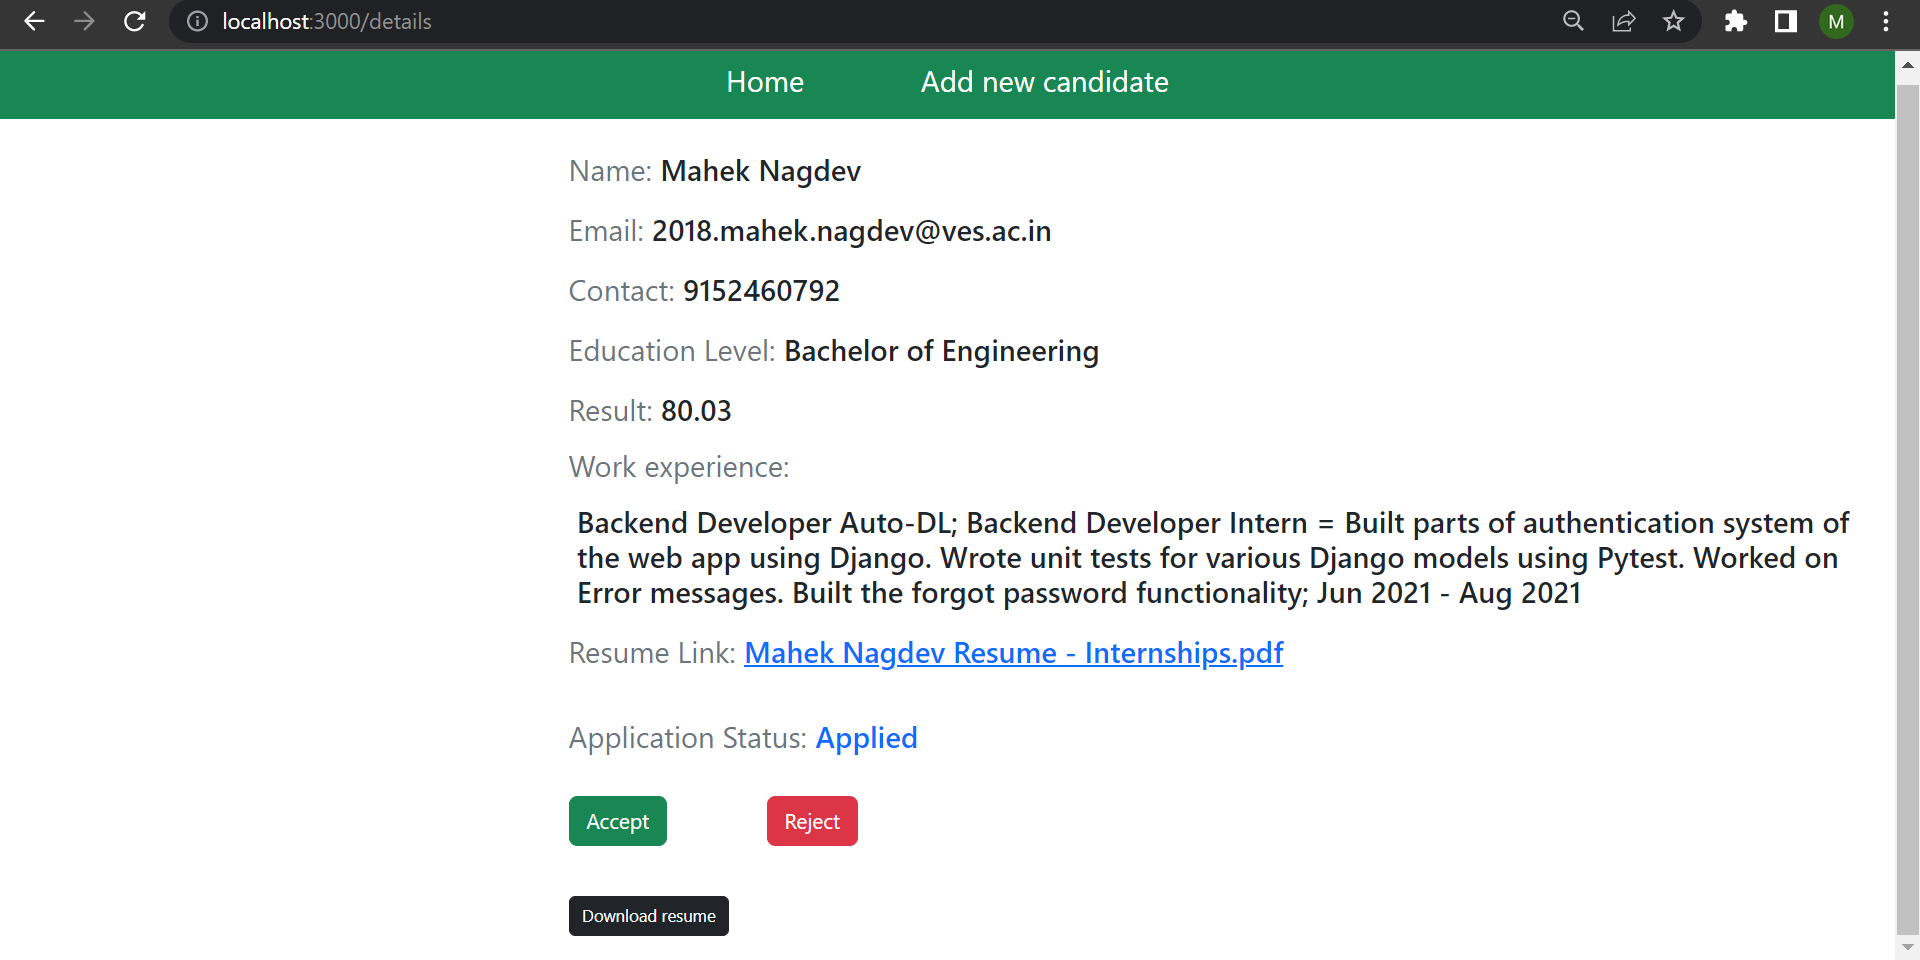 localhost:3000/details
M
Home Add new candidate
Name: Mahek Nagdev
Email: 2018.mahek.nagdev@ves.ac.in
Contact: 9152460792
Education Level: Bachelor of Engineering
Result: 80.03
Work experience:
Backend Developer Auto-DL; Backend Developer Intern = Built parts of authentication system of
the web app using Django. Wrote unit tests for various Django models using Pytest. Worked on
Error messages. Built the forgot password functionality; Jun 2021 - Aug 2021
Resume Link: Mahek Nagdev Resume - Internships.pdf
Application Status: Applied
Accept Reject
Download resume